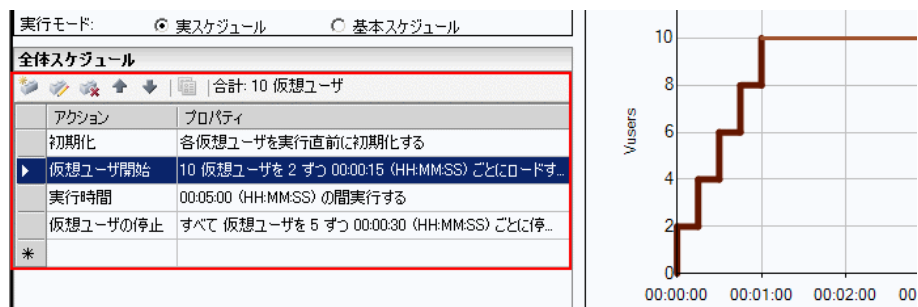 実行モード: 実スケジュール 基本スケジュール
全体スケジュール
合計: 10 仮想ユーザ
アクション プロパティ
初期化 各仮想ユーザを実行直前に初期化する
仮想ユーザ開始 10 仮想ユーザを 2 ずつ 00:00:15 (HH:MM:SS) ごとにロードす...
実行時間 00:05:00 (HH:MM:SS) の間実行する
仮想ユーザの停止 すべて 仮想ユーザを 5 ずつ 00:00:30 (HH:MM:SS) ごとに停...
*
Vusers
10
8
6
4
2
0
00:00:00 00:01:00 00:02:00 00